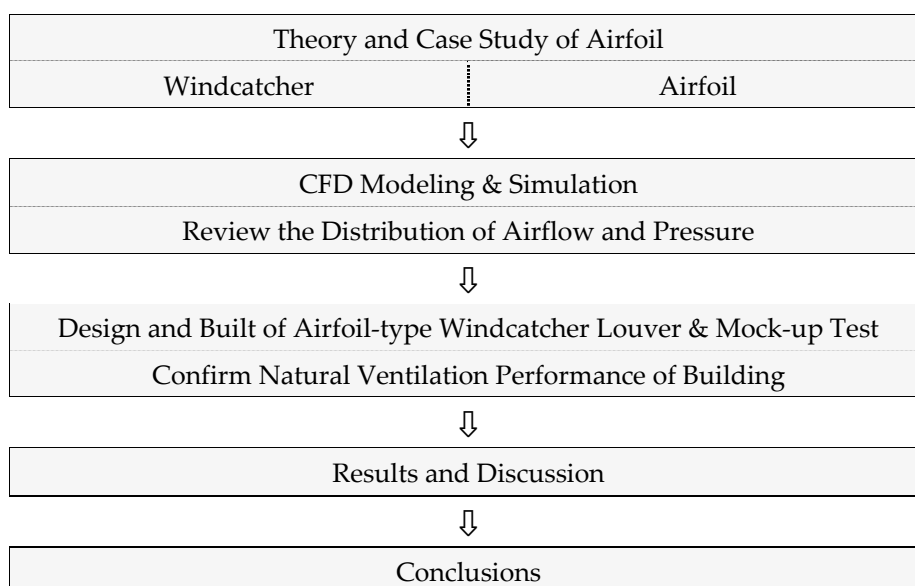 Theory and Case Study of Airfoil
Windcatcher
Airfoil
CFD Modeling & Simulation
Review the Distribution of Airflow and Pressure
Design and Built of Airfoil-type Windcatcher Louver & Mock-up Test
Confirm Natural Ventilation Performance of Building
Results and Discussion
Conclusions